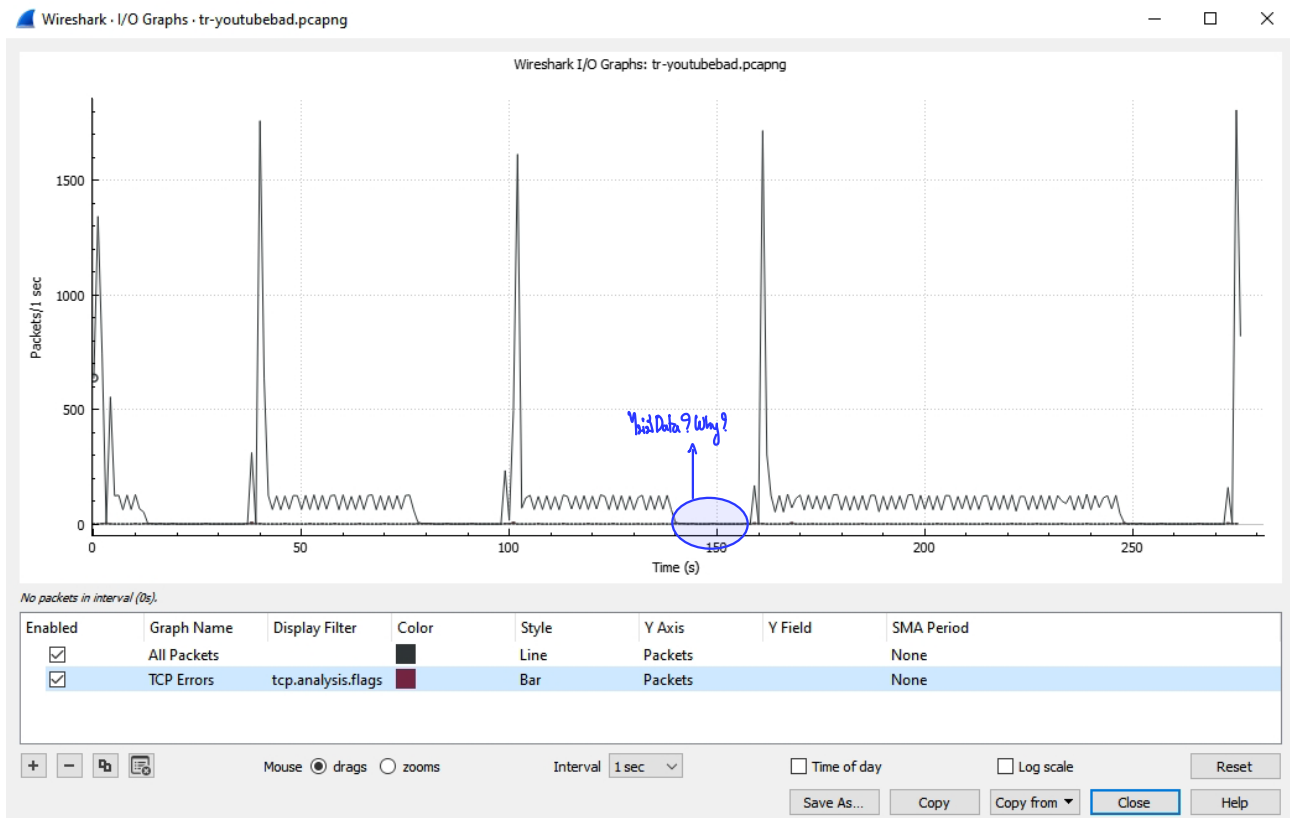 Wireshark · I/O Graphs · tr-youtubebad.pcapng
Wireshark I/O Graphs: tr-youtubebad.pcapng
1500
1000
500
0
Packets/1 sec
Data? Why?
0
50
100
150
200
250
Time (s)
No packets in interval (0s).
Enabled Graph Name Display Filter Color Style Y Axis Y Field SMA Period
All Packets Line Packets None
TCP Errors tcp.analysis.flags Bar Packets None
Mouse drags zooms Interval 1 sec Time of day Log scale Reset
Save As... Copy Copy from Close Help